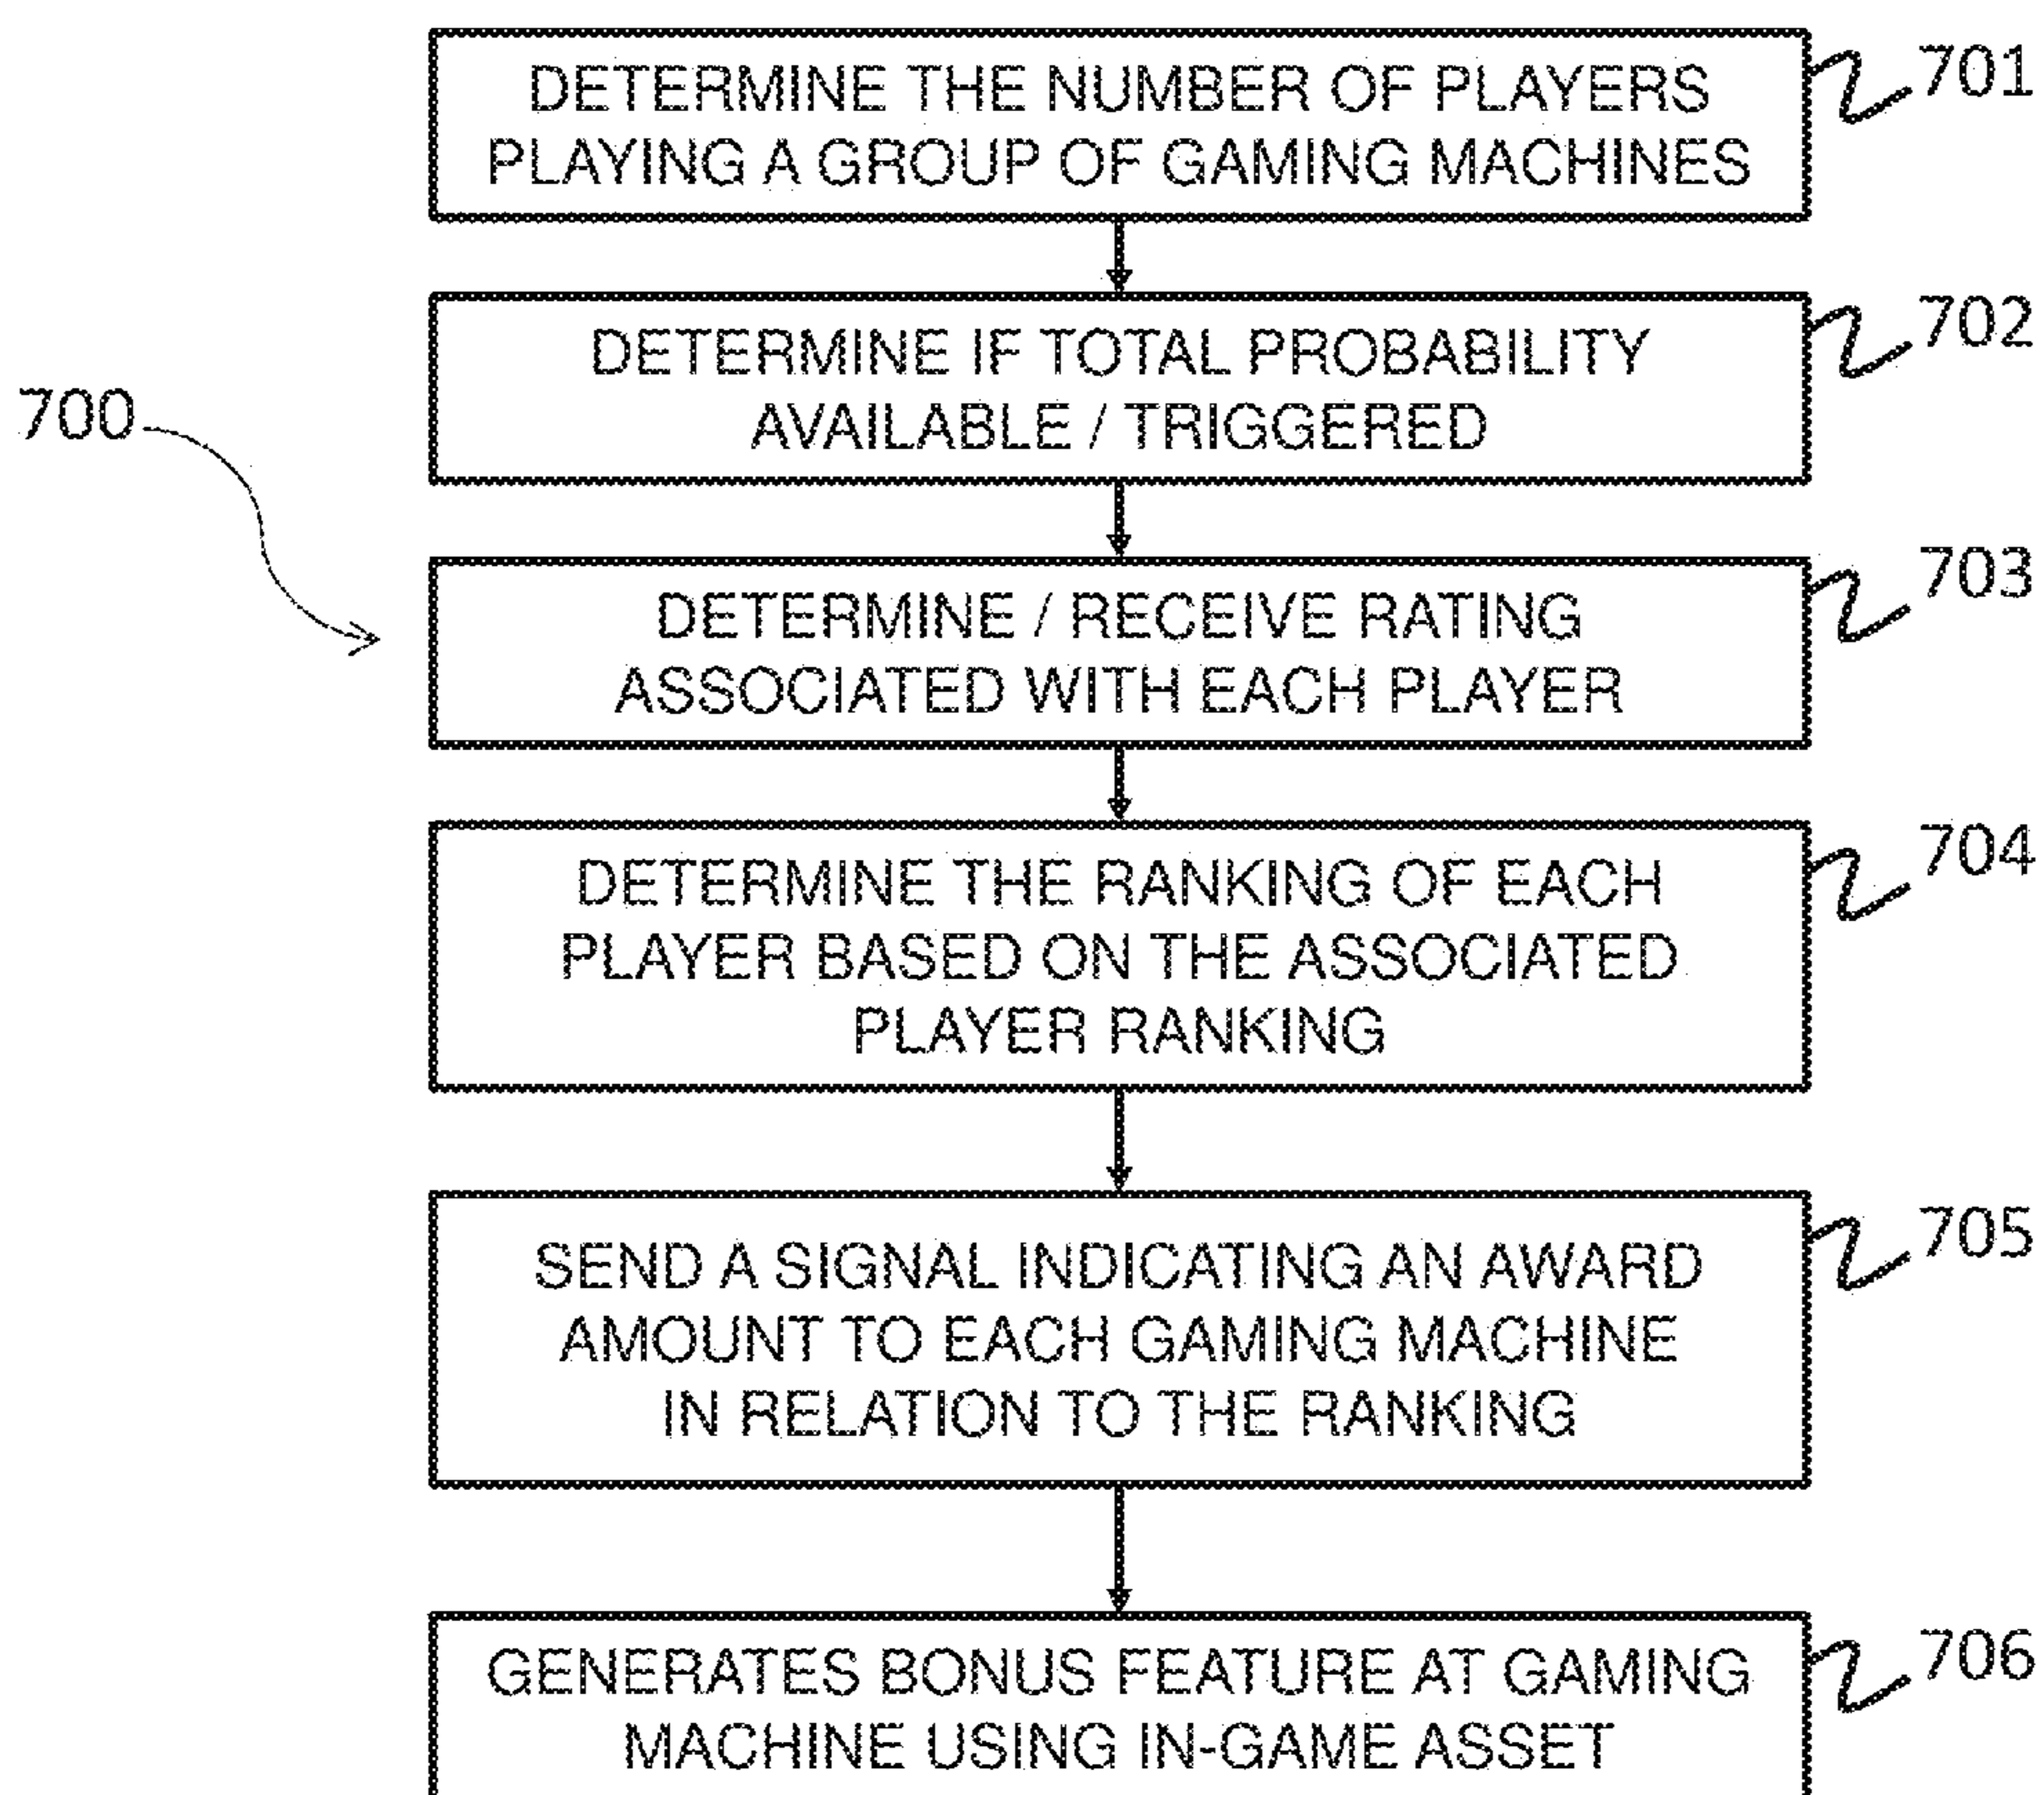 DETERMINE THE NUMBER OF PLAYERS
PLAYING A GROUP OF GAMING MACHINES
701
DETERMINE IF TOTAL PROBABILITY
AVAILABLE / TRIGGERED
702
700
DETERMINE / RECEIVE RATING
ASSOCIATED WITH EACH PLAYER
703
DETERMINE THE RANKING OF EACH
PLAYER BASED ON THE ASSOCIATED
PLAYER RANKING
704
SEND A SIGNAL INDICATING AN AWARD
AMOUNT TO EACH GAMING MACHINE
IN RELATION TO THE RANKING
705
GENERATES BONUS FEATURE AT GAMING
MACHINE USING IN-GAME ASSET
706